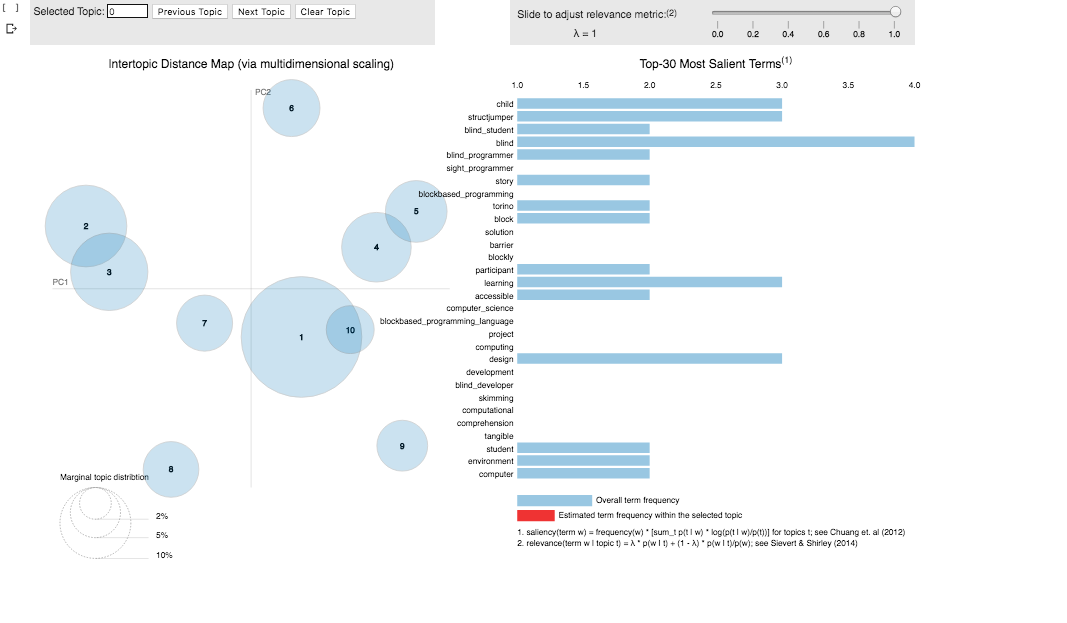 [ ]
Selected Topic: 0 Previous Topic Next Topic Clear Topic
Slide to adjust relevance metric:(2)
λ = 1
0.0 0.2 0.4 0.6 0.8 1.0
Intertopic Distance Map (via multidimensional scaling)
PC2
PC1
6
5
2
4
3
7
1
10
9
8
Marginal topic distribtion
2%
5%
10%
Top-30 Most Salient Terms(1)
1.0 1.5 2.0 2.5 3.0 3.5 4.0
child
structjumper
blind_student
blind
blind_programmer
sight_programmer
story
blockbased_programming
torino
block
solution
barrier
blockly
participant
learning
accessible
computer_science
blockbased_programming_language
project
computing
design
development
blind_developer
skimming
computational
comprehension
tangible
student
environment
computer
Overall term frequency
Estimated term frequency within the selected topic
1. saliency(term w) = frequency(w) * [sum_t p(t | w) * log(p(t | w)/p(t))] for topics t; see Chuang et. al (2012)
2. relevance(term w | topic t) = λ * p(w | t) + (1 - λ) * p(w | t)/p(w); see Sievert & Shirley (2014)